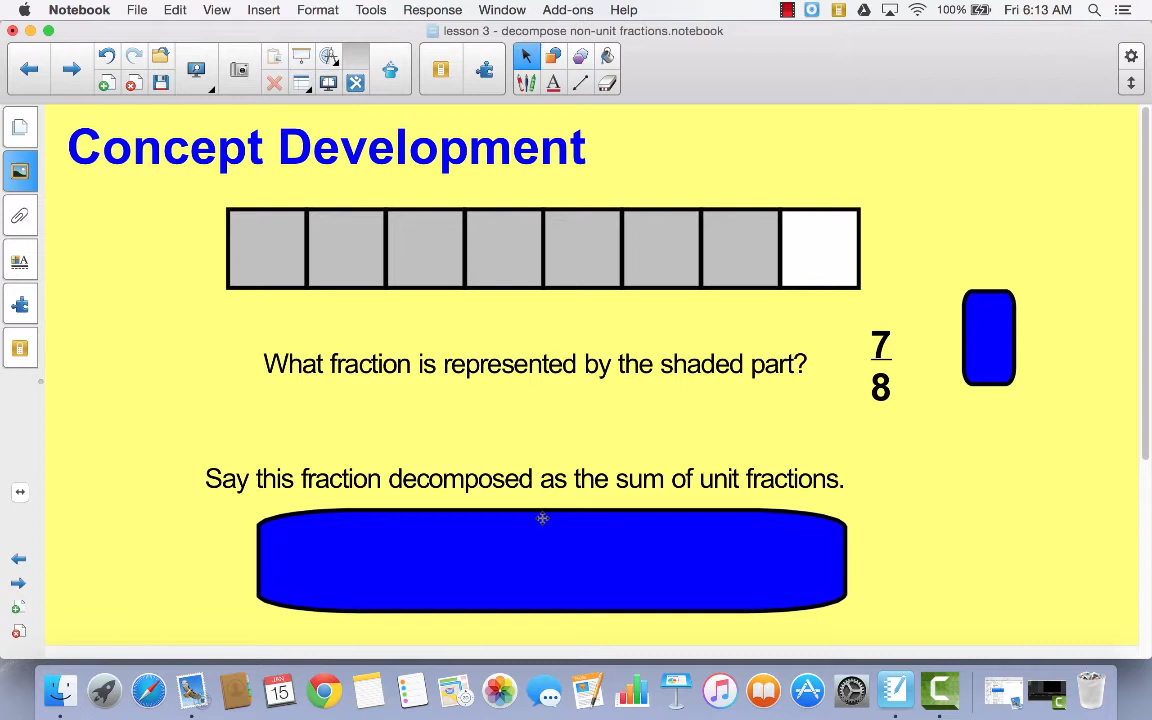 Notebook File Edit View Insert Format Tools Response Window Add-ons Help 100% Fri 6:13 AM
lesson 3 - decompose non-unit fractions.notebook
Concept Development
What fraction is represented by the shaded part?
7
8
Say this fraction decomposed as the sum of unit fractions.
JAN
15